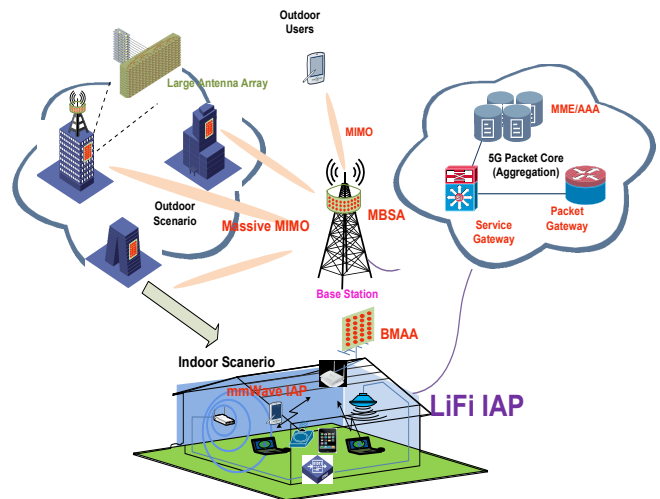 Outdoor
Users
Large Antenna Array
MME/AAA
MIMO
5G Packet Core
(Aggregation)
Outdoor
Scenario
Massive MIMO
MBSA
Service
Gateway
Packet
Gateway
Base Station
BMAA
Indoor Scanerio
mmWave IAP
LiFi IAP